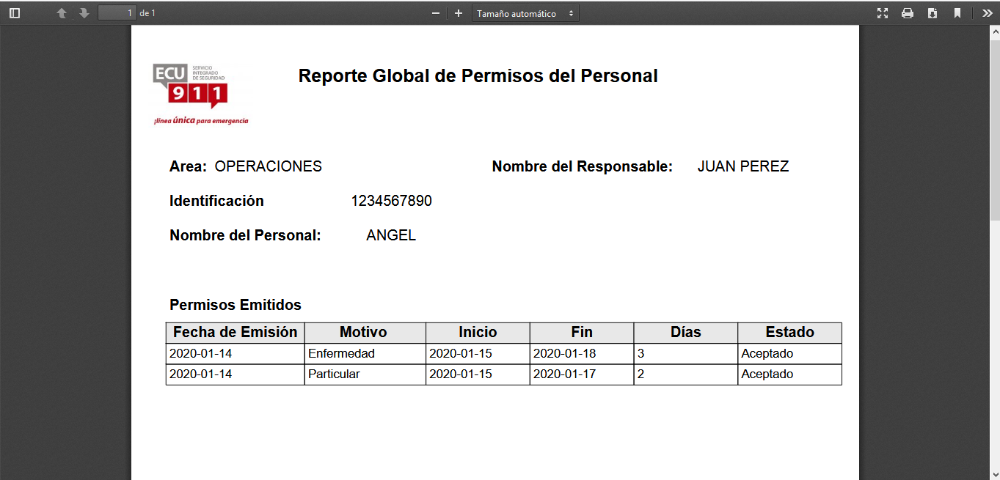 1 de 1 Tamaño automático
ECU SERVICIO
INTEGRADO
DE SEGURIDAD
911
¡línea única para emergencia
Reporte Global de Permisos del Personal
Area: OPERACIONES Nombre del Responsable: JUAN PEREZ
Identificación 1234567890
Nombre del Personal: ANGEL
Permisos Emitidos
Fecha de Emisión Motivo Inicio Fin Días Estado
2020-01-14 Enfermedad 2020-01-15 2020-01-18 3 Aceptado
2020-01-14 Particular 2020-01-15 2020-01-17 2 Aceptado